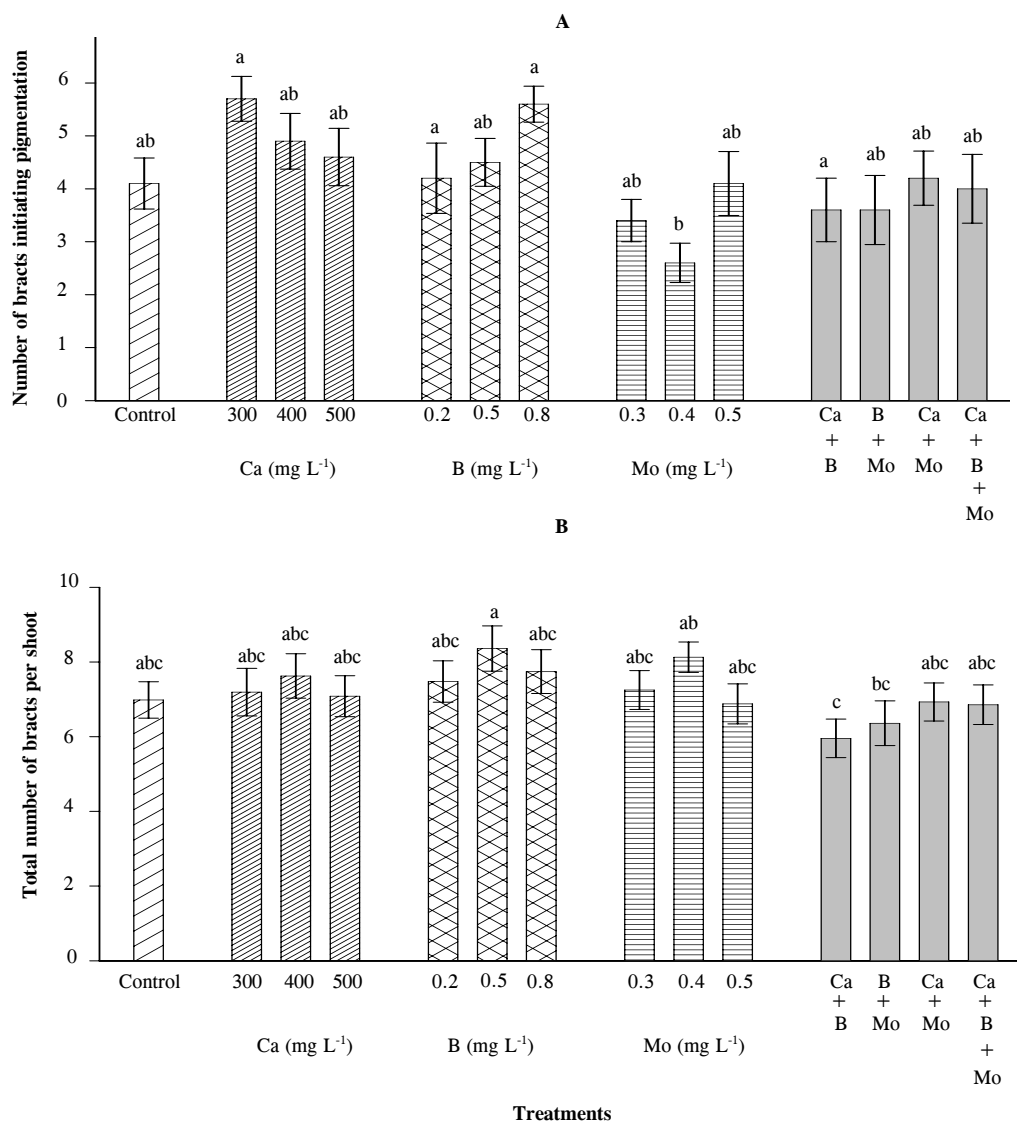 A
Number of bracts initiating pigmentation
6
5
4
3
2
1
0
ab
a
ab
ab
a
ab
a
ab
b
ab
a
ab
ab
ab
Control
300 400 500
0.2 0.5 0.8
0.3 0.4 0.5
Ca B Ca Ca
+ + + +
B Mo Mo B
+
Mo
Ca (mg L⁻¹)
B (mg L⁻¹)
Mo (mg L⁻¹)
B
Total number of bracts per shoot
10
8
6
4
2
0
abc
abc
abc
abc
abc
a
abc
abc
ab
abc
c
bc
abc
abc
Control
300 400 500
0.2 0.5 0.8
0.3 0.4 0.5
Ca B Ca Ca
+ + + +
B Mo Mo B
+
Mo
Ca (mg L⁻¹)
B (mg L⁻¹)
Mo (mg L⁻¹)
Treatments